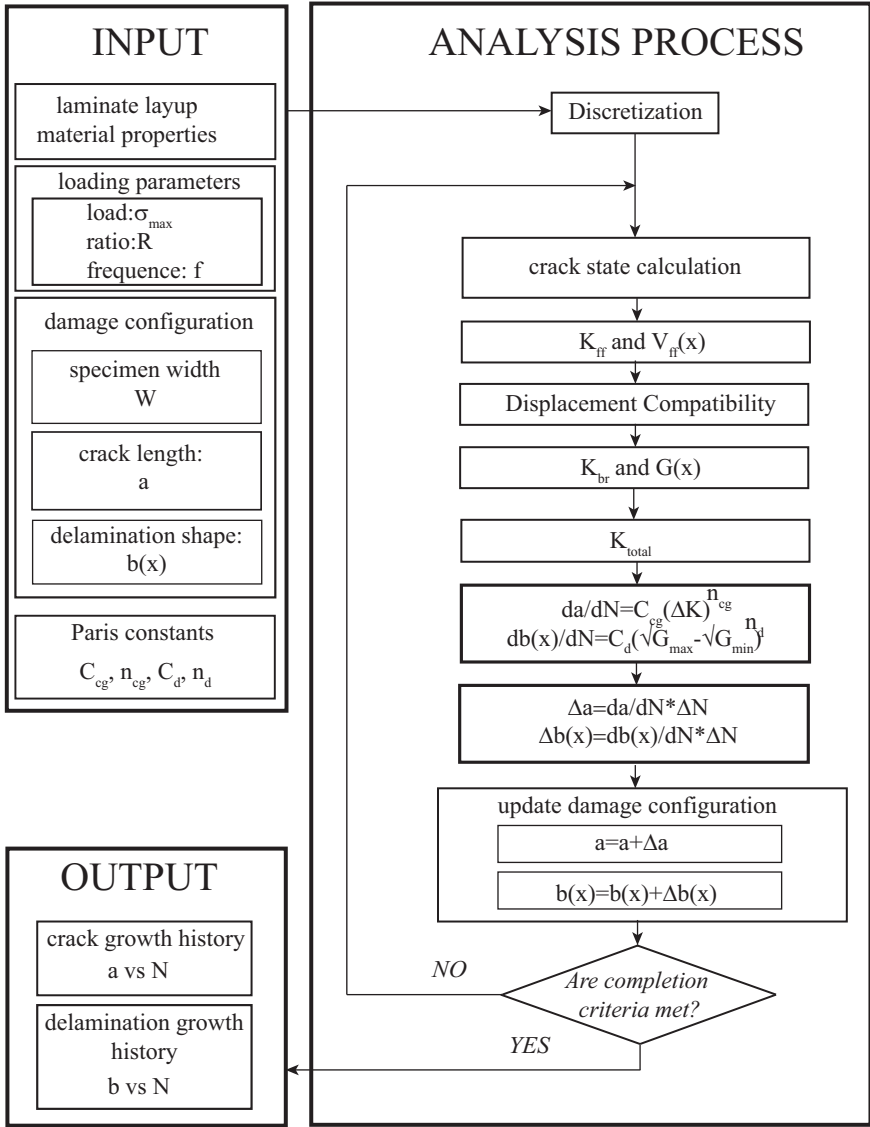 INPUT
laminate layup
material properties
loading parameters
load:σmax
ratio:R
frequence: f
damage configuration
specimen width
W
crack length:
a
delamination shape:
b(x)
Paris constants
Ccg, ncg, Cd, nd
OUTPUT
crack growth history
a vs N
delamination growth
history
b vs N
ANALYSIS PROCESS
Discretization
crack state calculation
Kff and Vff(x)
Displacement Compatibility
Kbr and G(x)
Ktotal
da/dN=Ccg(ΔK)ncg
db(x)/dN=Cd(√Gmax-√Gmin)nd
Δa=da/dN*ΔN
Δb(x)=db(x)/dN*ΔN
update damage configuration
a=a+Δa
b(x)=b(x)+Δb(x)
Are completion
criteria met?
NO
YES